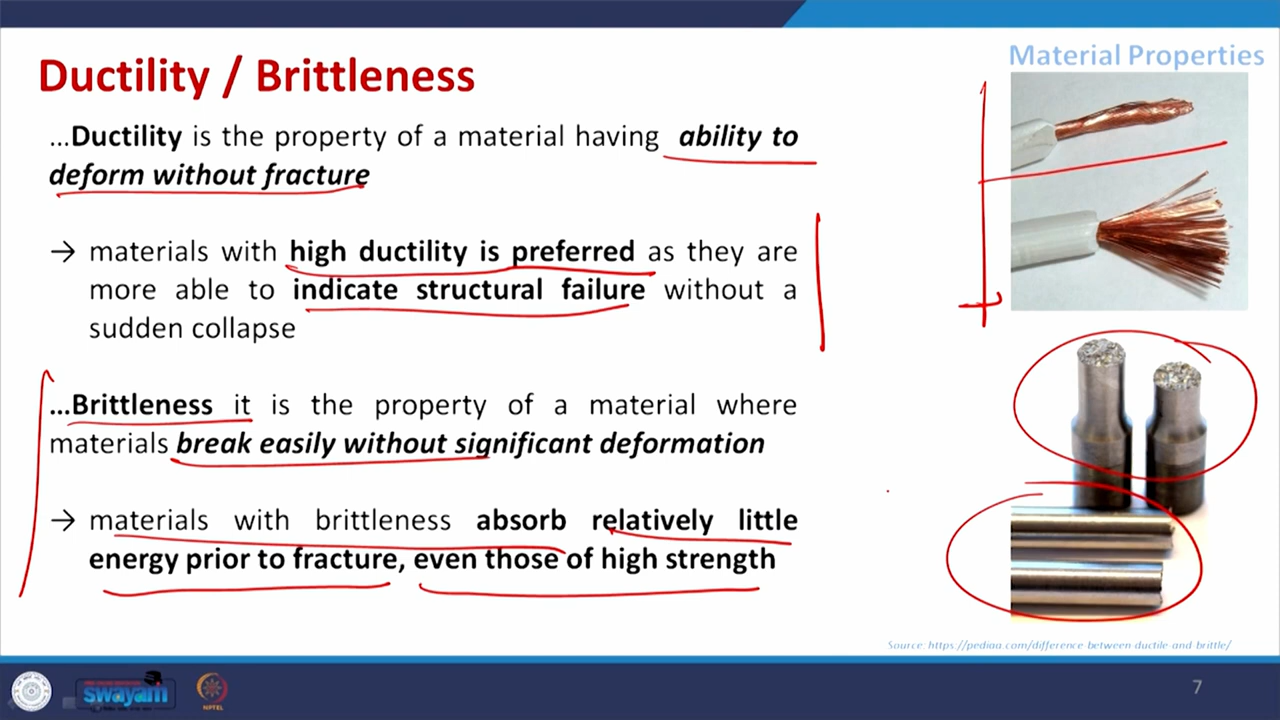 Material Properties
Ductility / Brittleness
...Ductility is the property of a material having ability to
deform without fracture
→ materials with high ductility is preferred as they are
more able to indicate structural failure without a
sudden collapse
...Brittleness it is the property of a material where
materials break easily without significant deformation
→ materials with brittleness absorb relatively little
energy prior to fracture, even those of high strength
Source: https://pediaa.com/difference-between-ductile-and-brittle/
swayam
NPTEL
7